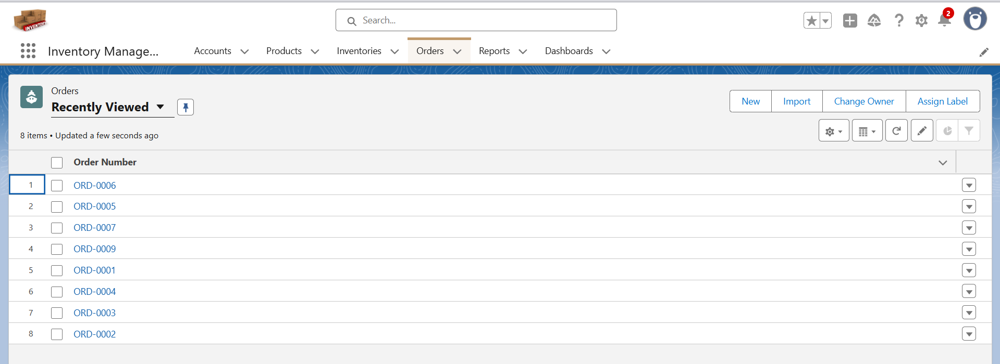 INVENTORY
Search...
2
Inventory Manage...
Accounts
Products
Inventories
Orders
Reports
Dashboards
Orders
Recently Viewed
New
Import
Change Owner
Assign Label
8 items • Updated a few seconds ago
Order Number
1 ORD-0006
2 ORD-0005
3 ORD-0007
4 ORD-0009
5 ORD-0001
6 ORD-0004
7 ORD-0003
8 ORD-0002